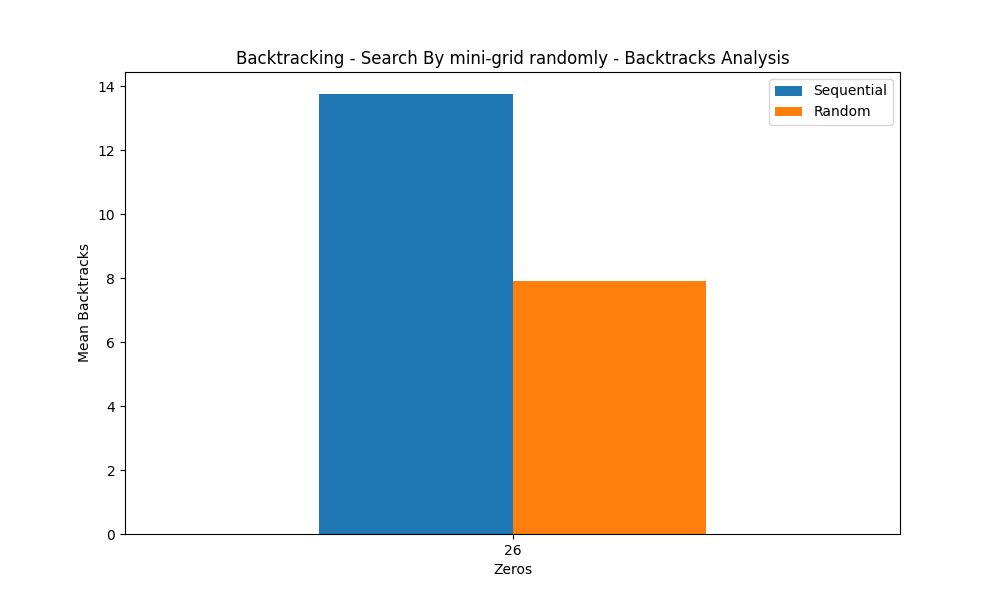 Backtracking - Search By mini-grid randomly - Backtracks Analysis
Sequential
Random
14
12
10
8
6
4
2
0
Mean Backtracks
26
Zeros